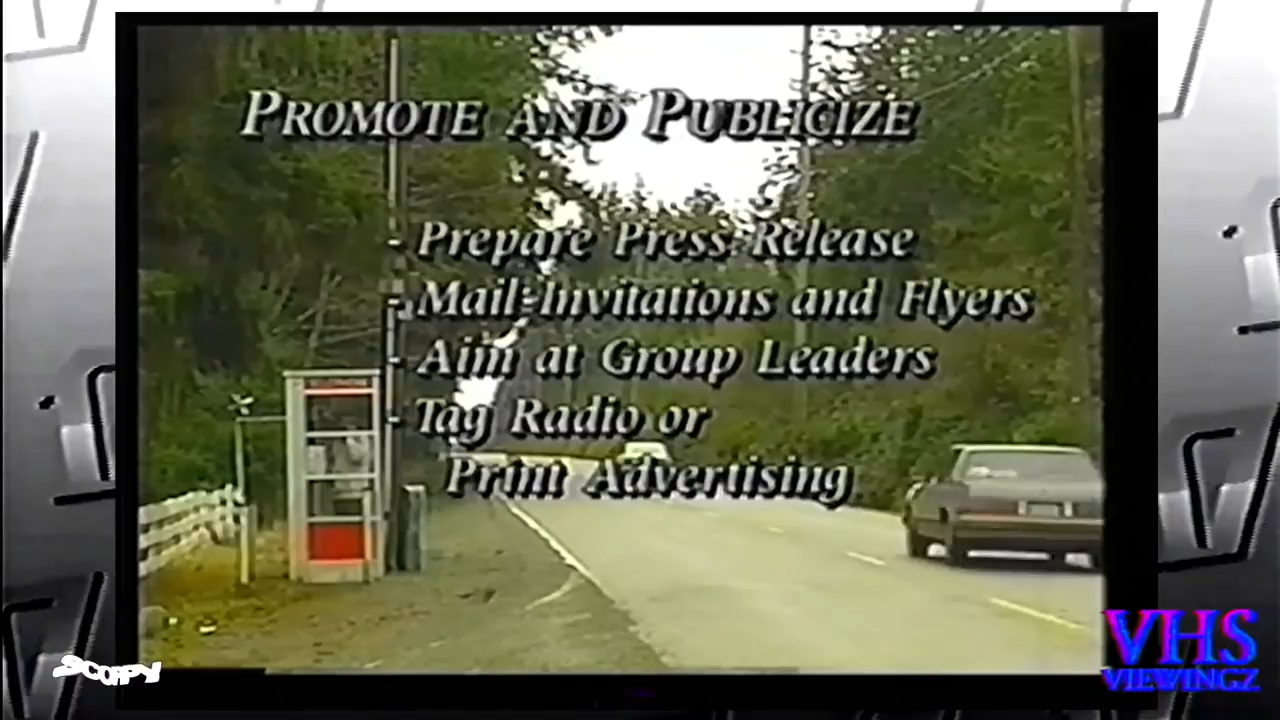 PROMOTE AND PUBLICIZE
- Prepare Press Release
- Mail Invitations and Flyers
- Aim at Group Leaders
- Tag Radio or
Print Advertising
SCORPY
VHS
VIEWINGZ